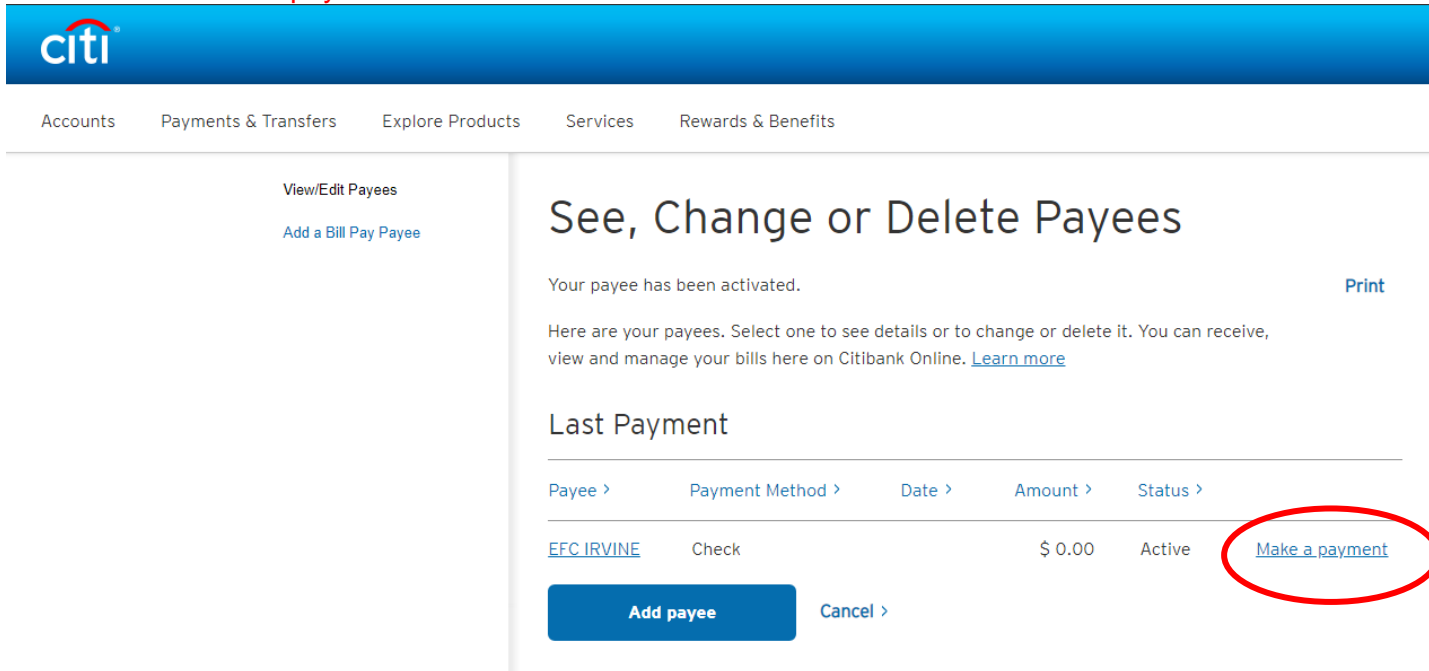 citi
Accounts Payments & Transfers Explore Products Services Rewards & Benefits
View/Edit Payees
Add a Bill Pay Payee
See, Change or Delete Payees
Your payee has been activated.
Print
Here are your payees. Select one to see details or to change or delete it. You can receive,
view and manage your bills here on Citibank Online. Learn more
Last Payment
Payee > Payment Method > Date > Amount > Status >
EFC IRVINE Check $ 0.00 Active Make a payment
Add payee Cancel >